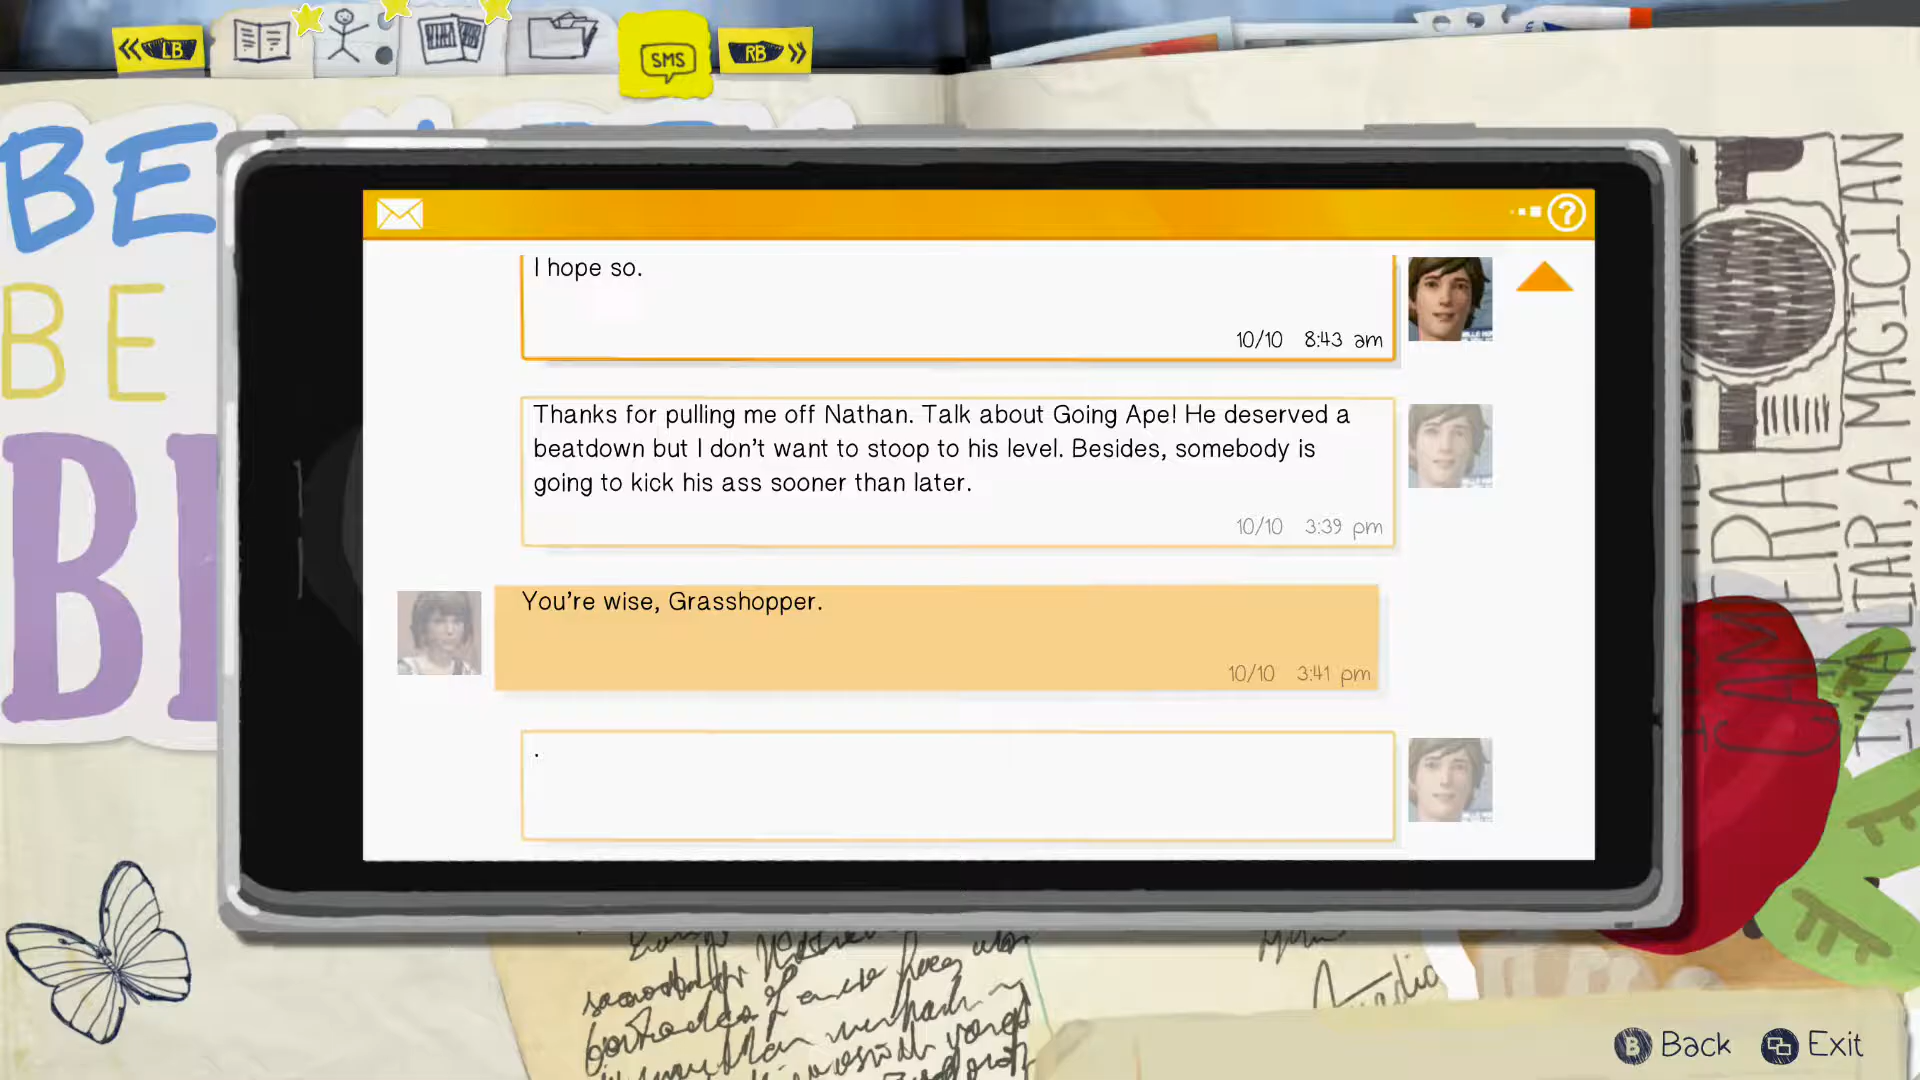 LB
SMS
RB
BE
BE
I hope so.
10/10 8:43 am
Thanks for pulling me off Nathan. Talk about Going Ape! He deserved a
beatdown but I don't want to stoop to his level. Besides, somebody is
going to kick his ass sooner than later.
10/10 3:39 pm
You're wise, Grasshopper.
10/10 3:41 pm
.
CAMERA
LIAR, A MAGICIAN
B Back
Exit